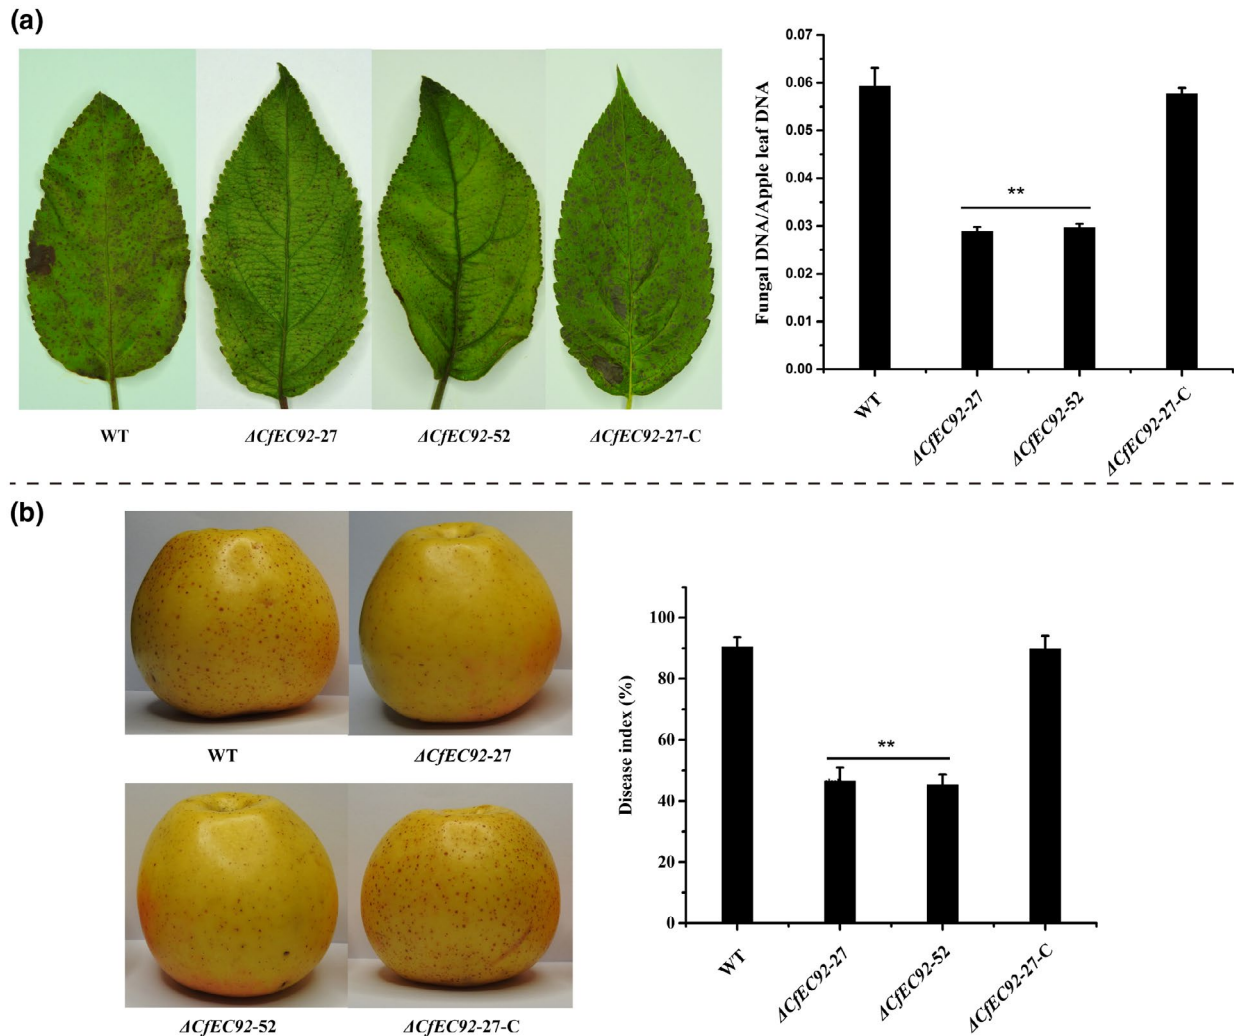 (a)
WT
ΔCfEC92-27
ΔCfEC92-52
ΔCfEC92-27-C
Fungal DNA/Apple leaf DNA
0.07
0.06
0.05
0.04
0.03
0.02
0.01
0.00
**
WT
ΔCfEC92-27
ΔCfEC92-52
ΔCfEC92-27-C
(b)
WT
ΔCfEC92-27
ΔCfEC92-52
ΔCfEC92-27-C
Disease index (%)
100
80
60
40
20
0
**
WT
ΔCfEC92-27
ΔCfEC92-52
ΔCfEC92-27-C